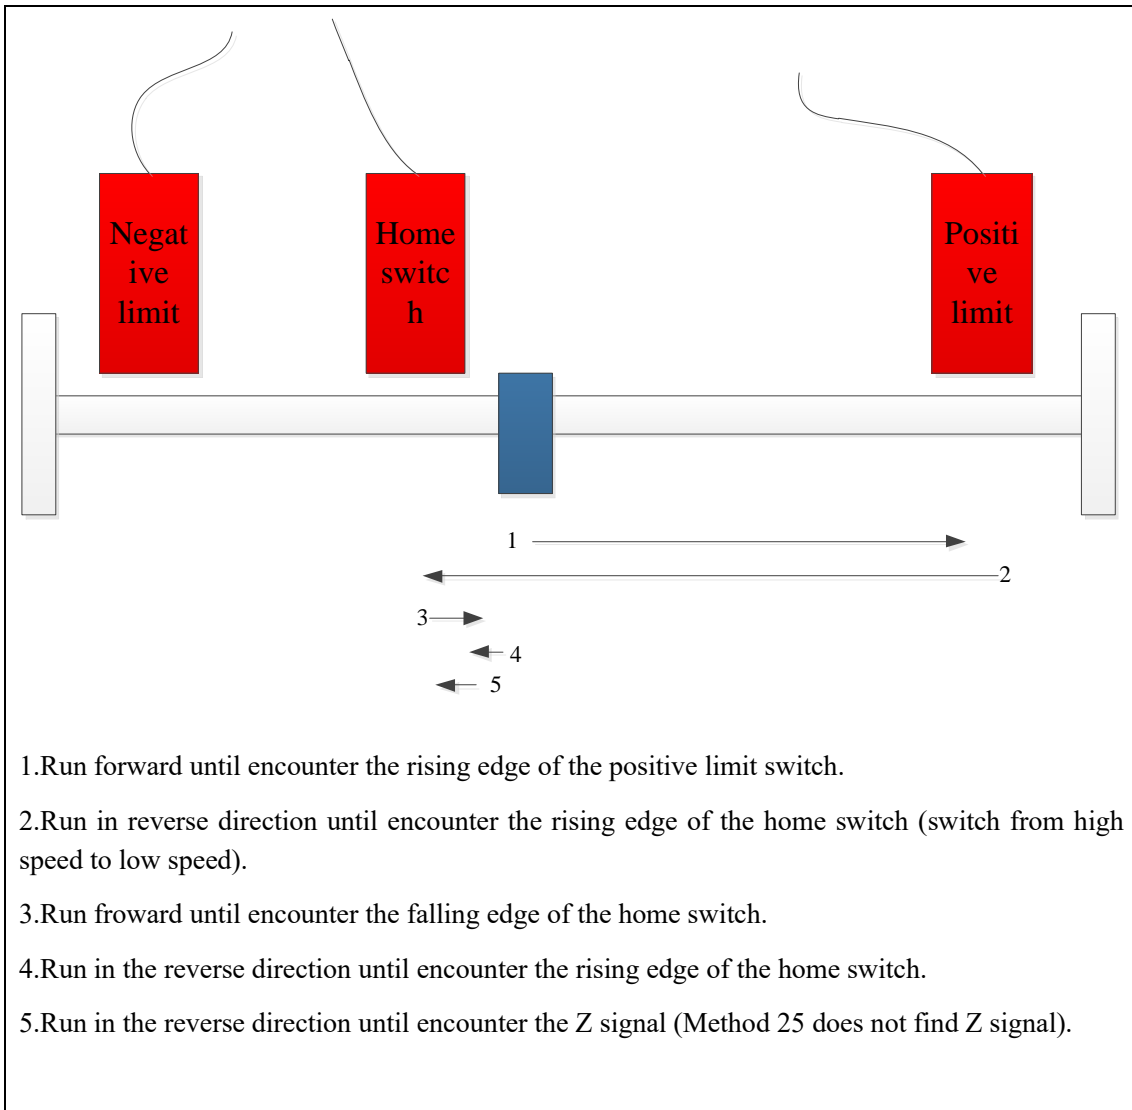 Negat
ive
limit
Home
switc
h
Positi
ve
limit
1
2
3
4
5
1.Run forward until encounter the rising edge of the positive limit switch.
2.Run in reverse direction until encounter the rising edge of the home switch (switch from high
speed to low speed).
3.Run froward until encounter the falling edge of the home switch.
4.Run in the reverse direction until encounter the rising edge of the home switch.
5.Run in the reverse direction until encounter the Z signal (Method 25 does not find Z signal).